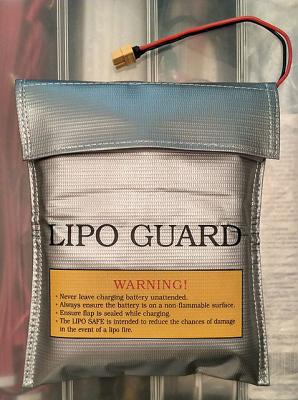 LIPO GUARD
WARNING!
· Never leave charging battery unattended.
· Always ensure the battery is on a non-flammable surface.
· Ensure flap is sealed while charging.
· The LIPO SAFE is intended to reduce the chances of damage
in the event of a lipo fire.